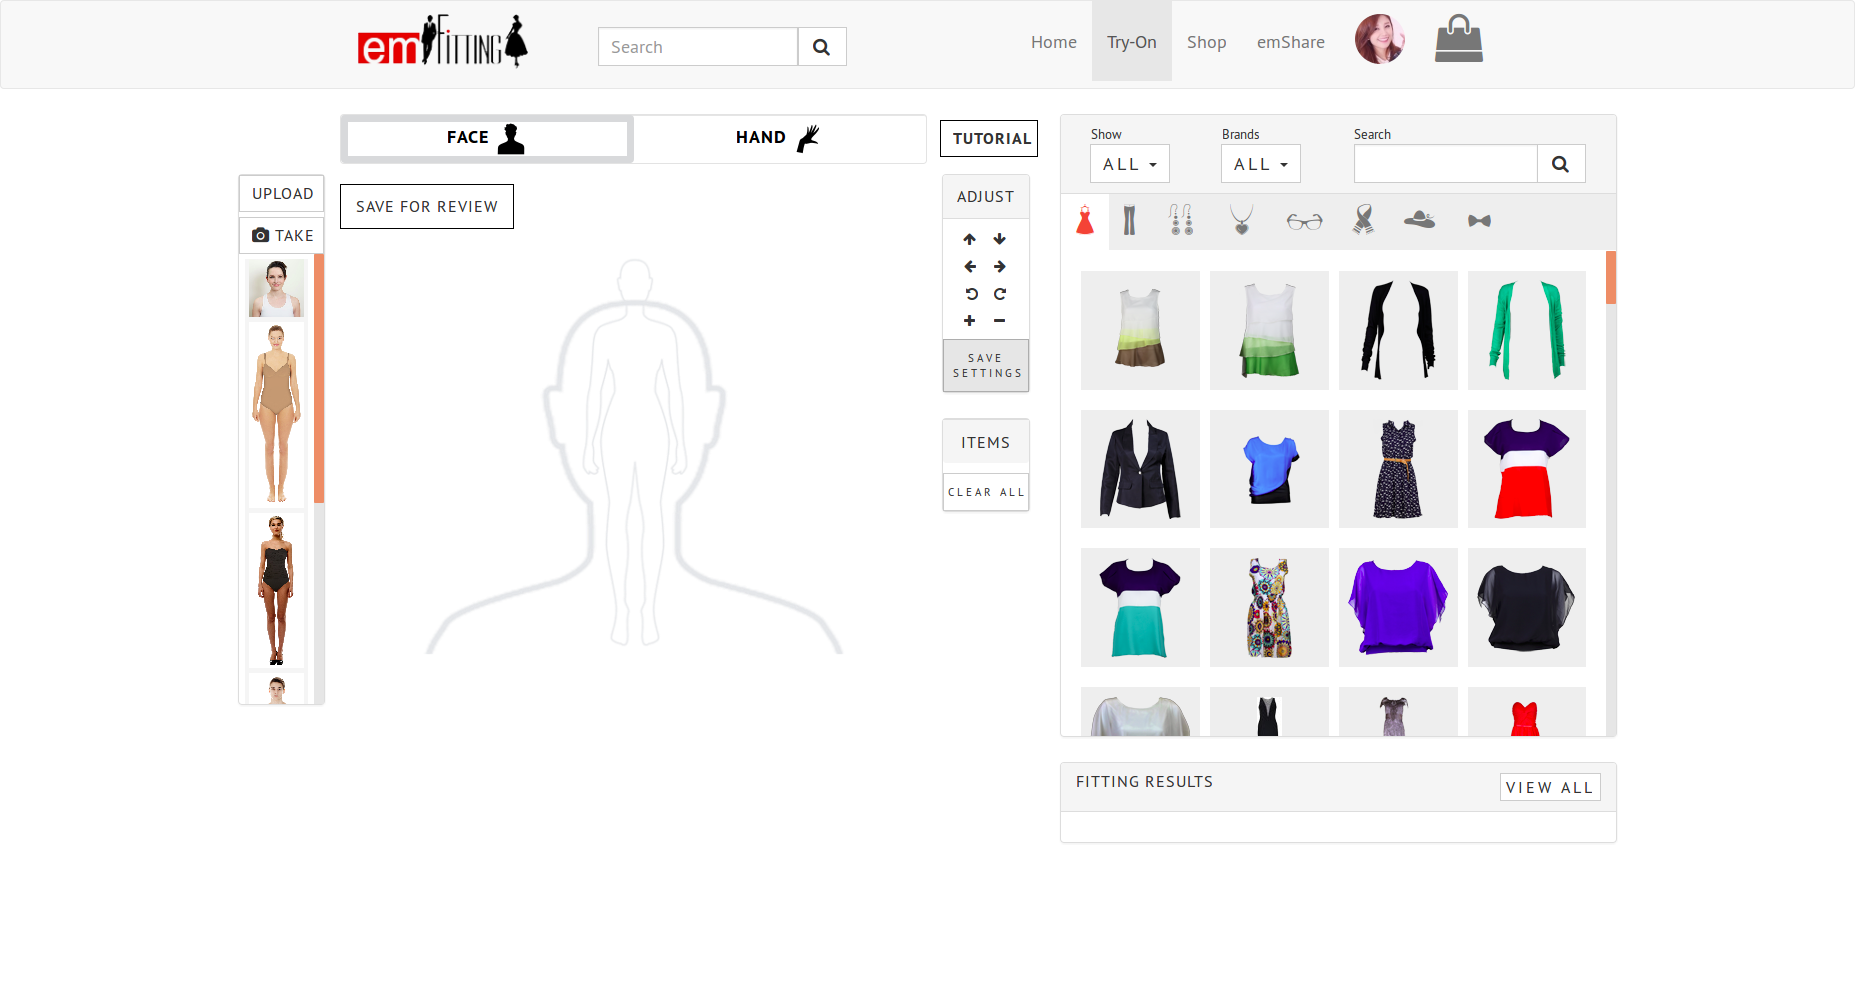 emFITTING
Search
Home
Try-On
Shop
emShare
FACE
HAND
TUTORIAL
UPLOAD
TAKE
SAVE FOR REVIEW
ADJUST
SAVE
SETTINGS
ITEMS
CLEAR ALL
Show
Brands
Search
ALL
ALL
FITTING RESULTS
VIEW ALL